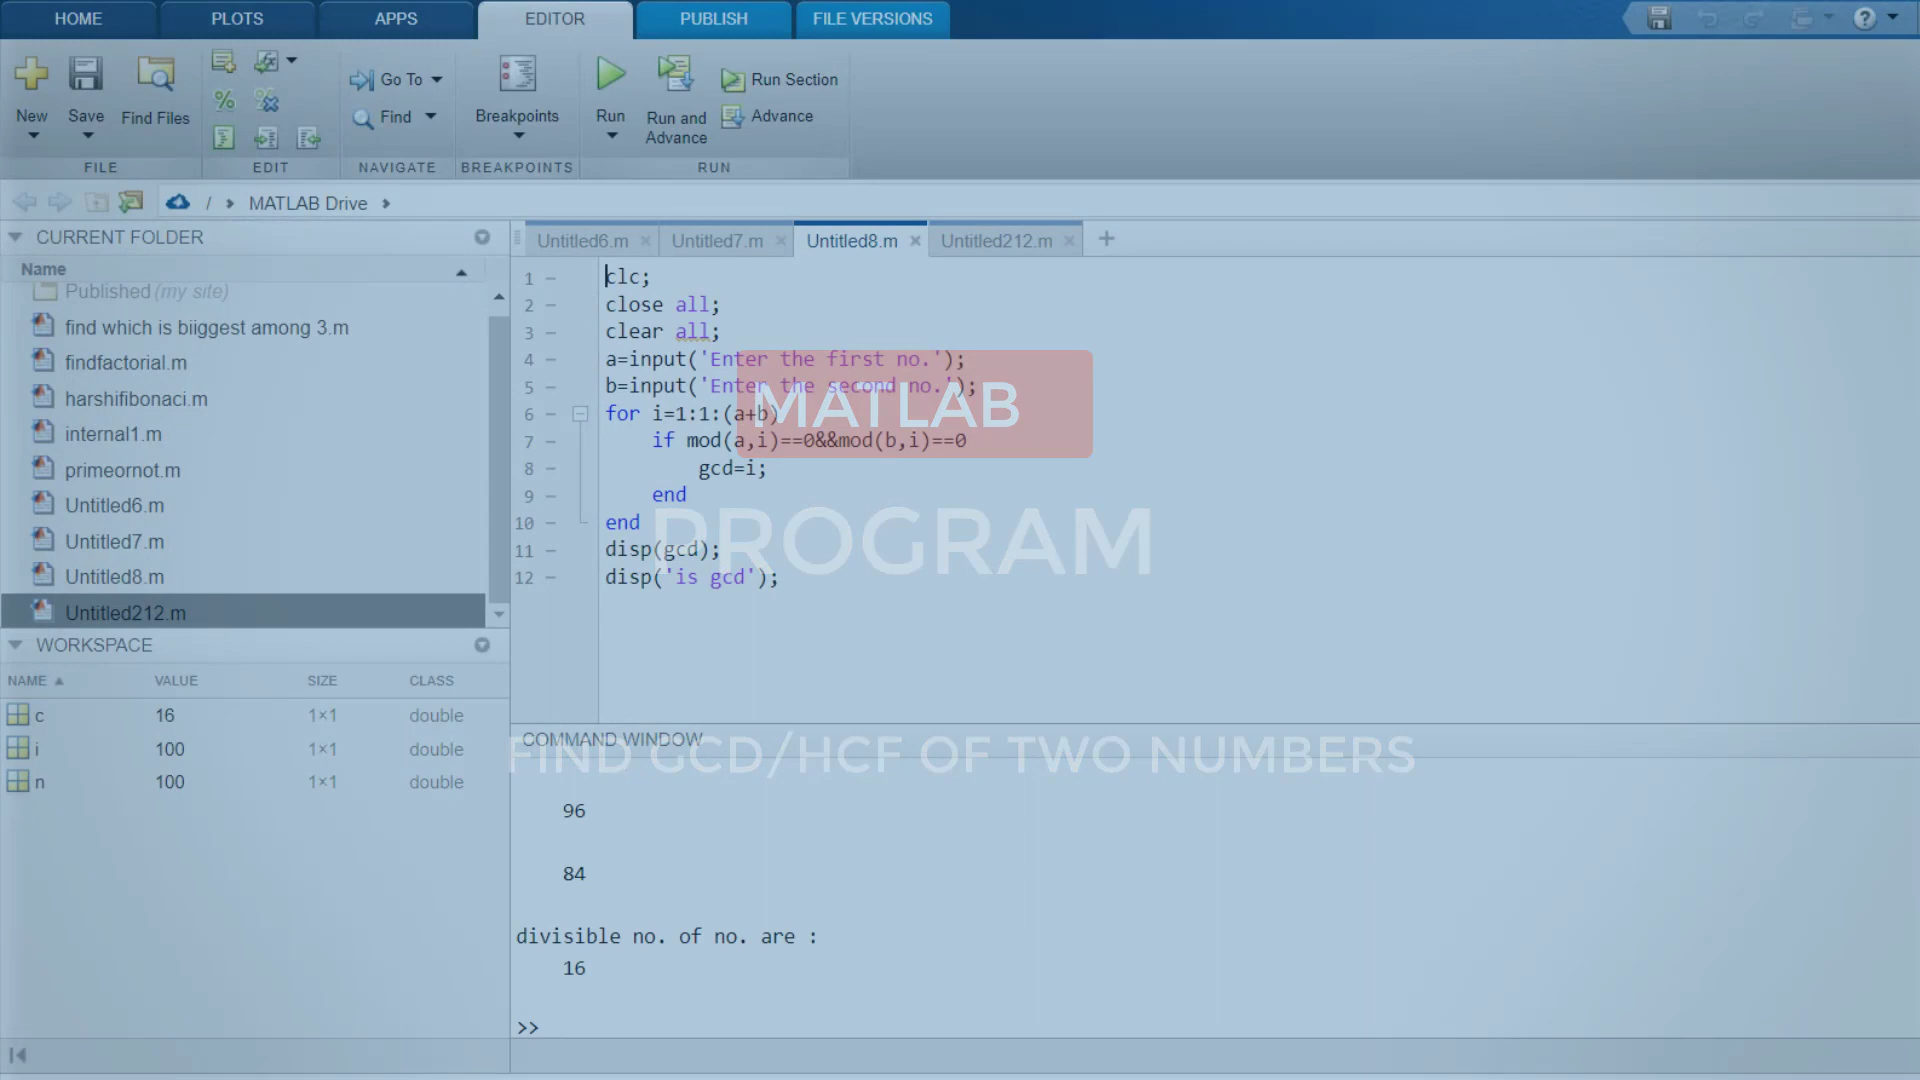 HOME PLOTS APPS EDITOR PUBLISH FILE VERSIONS
New Save Find Files
Go To
Find
Breakpoints
Run
Run and
Advance
Run Section
Advance
FILE EDIT NAVIGATE BREAKPOINTS RUN
/ MATLAB Drive
CURRENT FOLDER
Name
Published (my site)
find which is biiggest among 3.m
findfactorial.m
harshifibonaci.m
internal1.m
primeornot.m
Untitled6.m
Untitled7.m
Untitled8.m
Untitled212.m
WORKSPACE
NAME VALUE SIZE CLASS
c 16 1×1 double
i 100 1×1 double
n 100 1×1 double
Untitled6.m × Untitled7.m × Untitled8.m × Untitled212.m × +
1 clc;
2 close all;
3 clear all;
4 a=input('Enter the first no.');
5 b=input('Enter the second no.');
6 for i=1:1:(a+b)
7 if mod(a,i)==0&&mod(b,i)==0
8 gcd=i;
9 end
10 end
11 disp(gcd);
12 disp('is gcd');
MATLAB
PROGRAM
FIND GCD/HCF OF TWO NUMBERS
COMMAND WINDOW
96
84
divisible no. of no. are :
16
>>